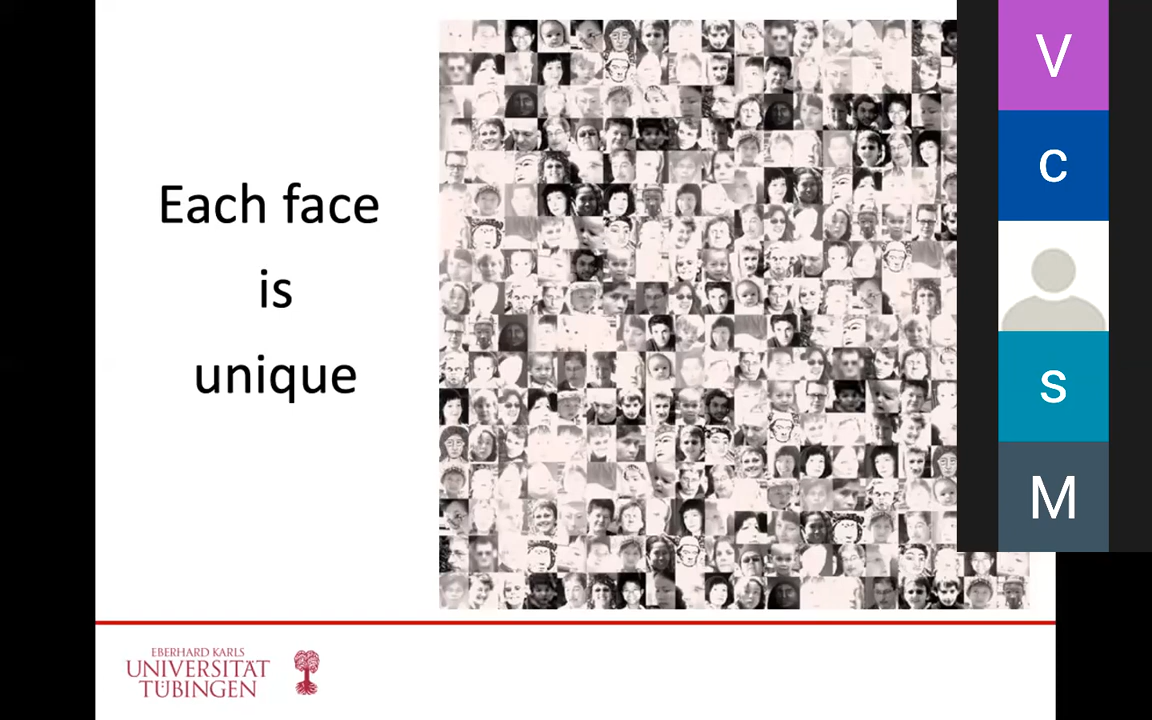 Each face
is
unique
V
C
S
M
EBERHARD KARLS
UNIVERSITÄT
TÜBINGEN